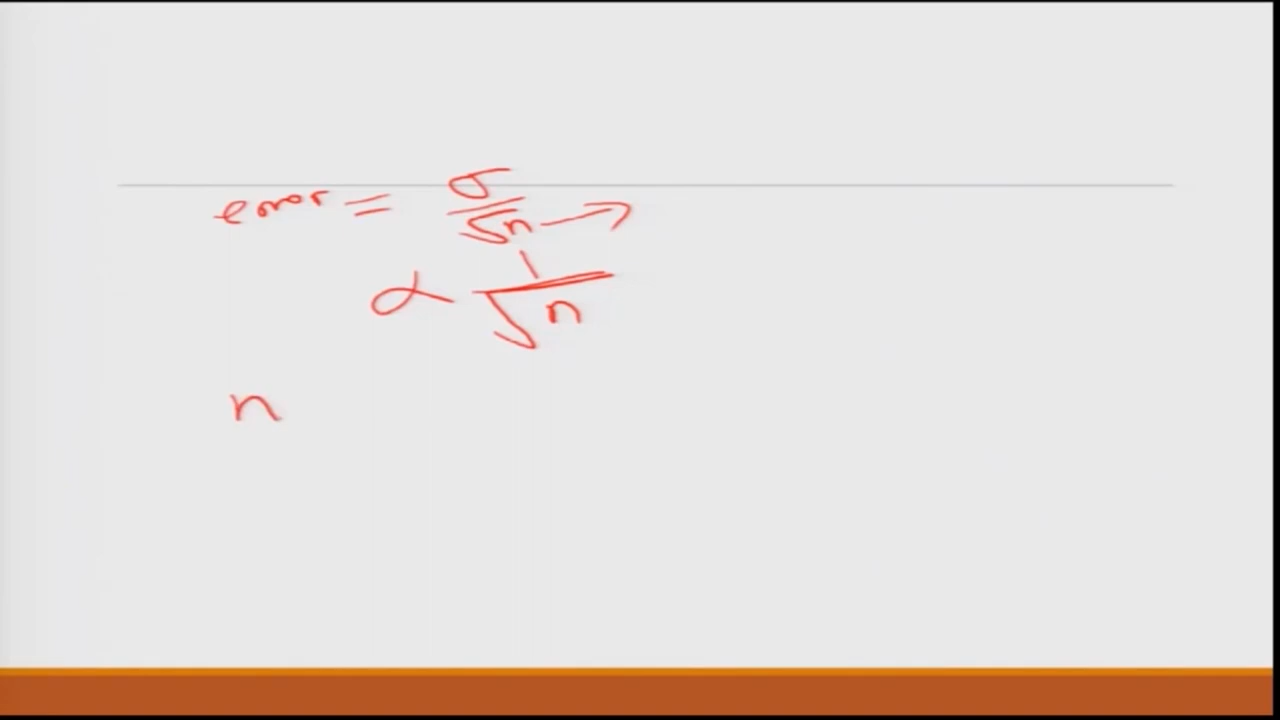 error = σ/√n →
∝ 1/√n
n